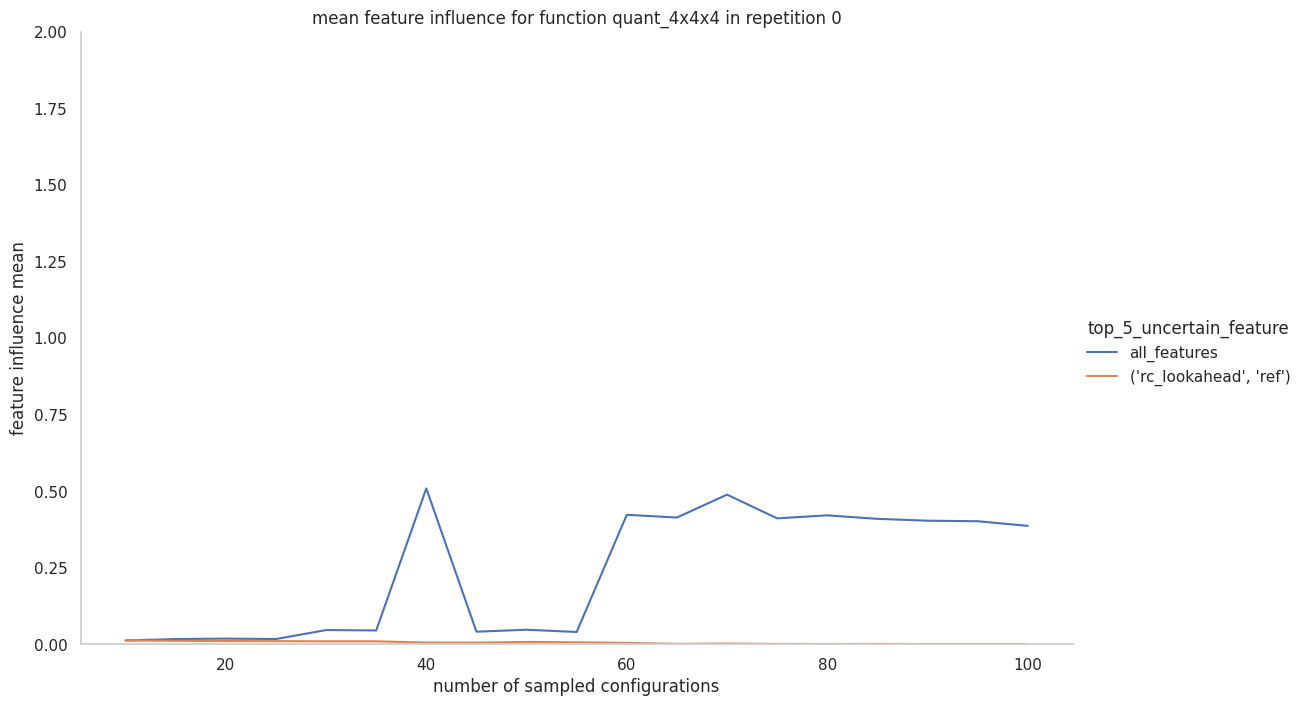 mean feature influence for function quant_4x4x4 in repetition 0
2.00
1.75
1.50
1.25
1.00
0.75
0.50
0.25
0.00
feature influence mean
20
40
60
80
100
number of sampled configurations
top_5_uncertain_feature
all_features
('rc_lookahead', 'ref')